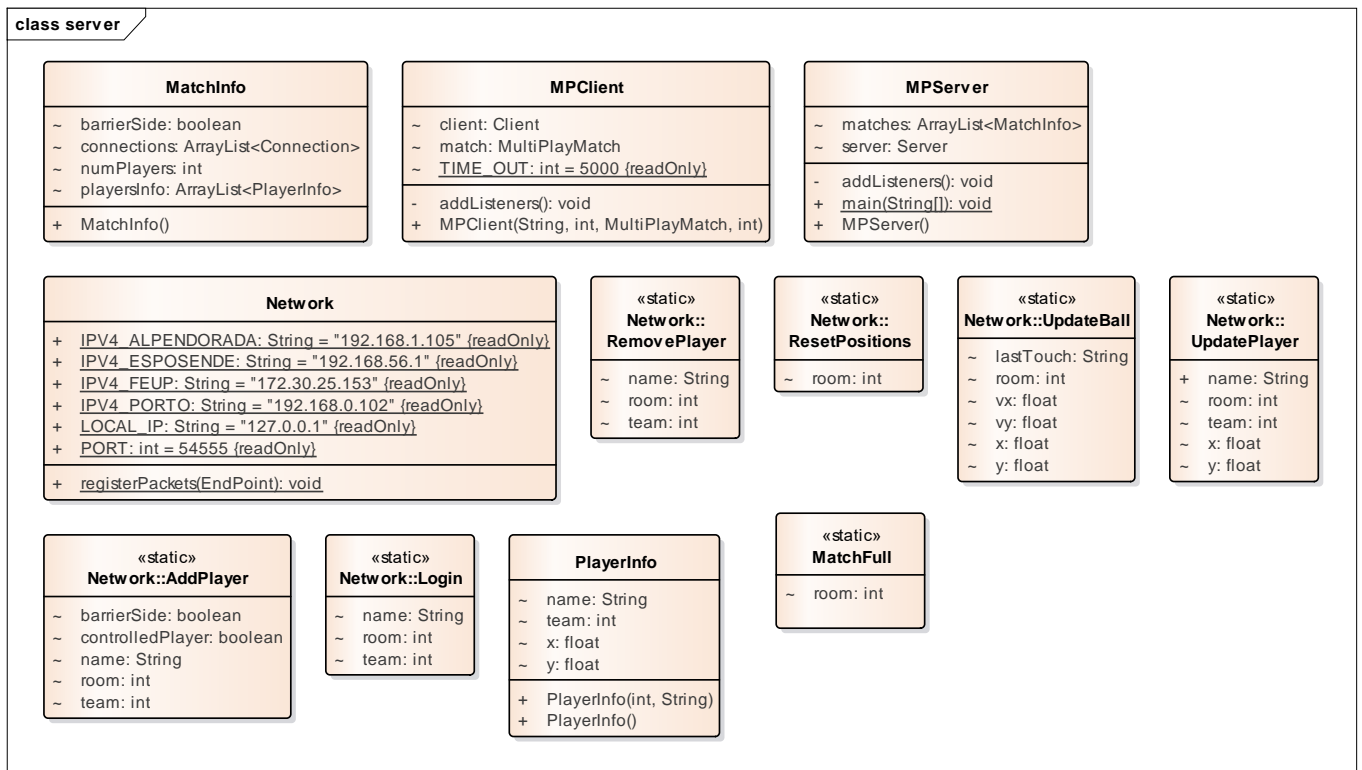 class server
MatchInfo
~ barrierSide: boolean
~ connections: ArrayList<Connection>
~ numPlayers: int
~ playersInfo: ArrayList<PlayerInfo>
+ MatchInfo()
MPClient
~ client: Client
~ match: MultiPlayMatch
~ TIME_OUT: int = 5000 {readOnly}
- addListeners(): void
+ MPClient(String, int, MultiPlayMatch, int)
MPServer
~ matches: ArrayList<MatchInfo>
~ server: Server
- addListeners(): void
+ main(String[]): void
+ MPServer()
Network
+ IPV4_ALPENDORADA: String = "192.168.1.105" {readOnly}
+ IPV4_ESPOSENDE: String = "192.168.56.1" {readOnly}
+ IPV4_FEUP: String = "172.30.25.153" {readOnly}
+ IPV4_PORTO: String = "192.168.0.102" {readOnly}
+ LOCAL_IP: String = "127.0.0.1" {readOnly}
+ PORT: int = 54555 {readOnly}
+ registerPackets(EndPoint): void
«static»
Network::
RemovePlayer
~ name: String
~ room: int
~ team: int
«static»
Network::
ResetPositions
~ room: int
«static»
Network::UpdateBall
~ lastTouch: String
~ room: int
~ vx: float
~ vy: float
~ x: float
~ y: float
«static»
Network::
UpdatePlayer
+ name: String
~ room: int
~ team: int
~ x: float
~ y: float
«static»
Network::AddPlayer
~ barrierSide: boolean
~ controlledPlayer: boolean
~ name: String
~ room: int
~ team: int
«static»
Network::Login
~ name: String
~ room: int
~ team: int
PlayerInfo
~ name: String
~ team: int
~ x: float
~ y: float
+ PlayerInfo(int, String)
+ PlayerInfo()
«static»
MatchFull
~ room: int